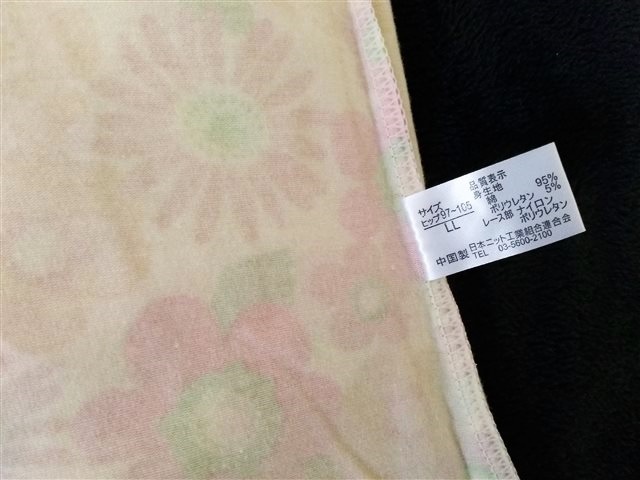 品質表示
サイズ
ヒップ97~105
LL
身生地
綿 95%
ポリウレタン 5%
レース部 ナイロン
ポリウレタン
日本ニット工業組合連合会
中国製 TEL 03-5600-2100